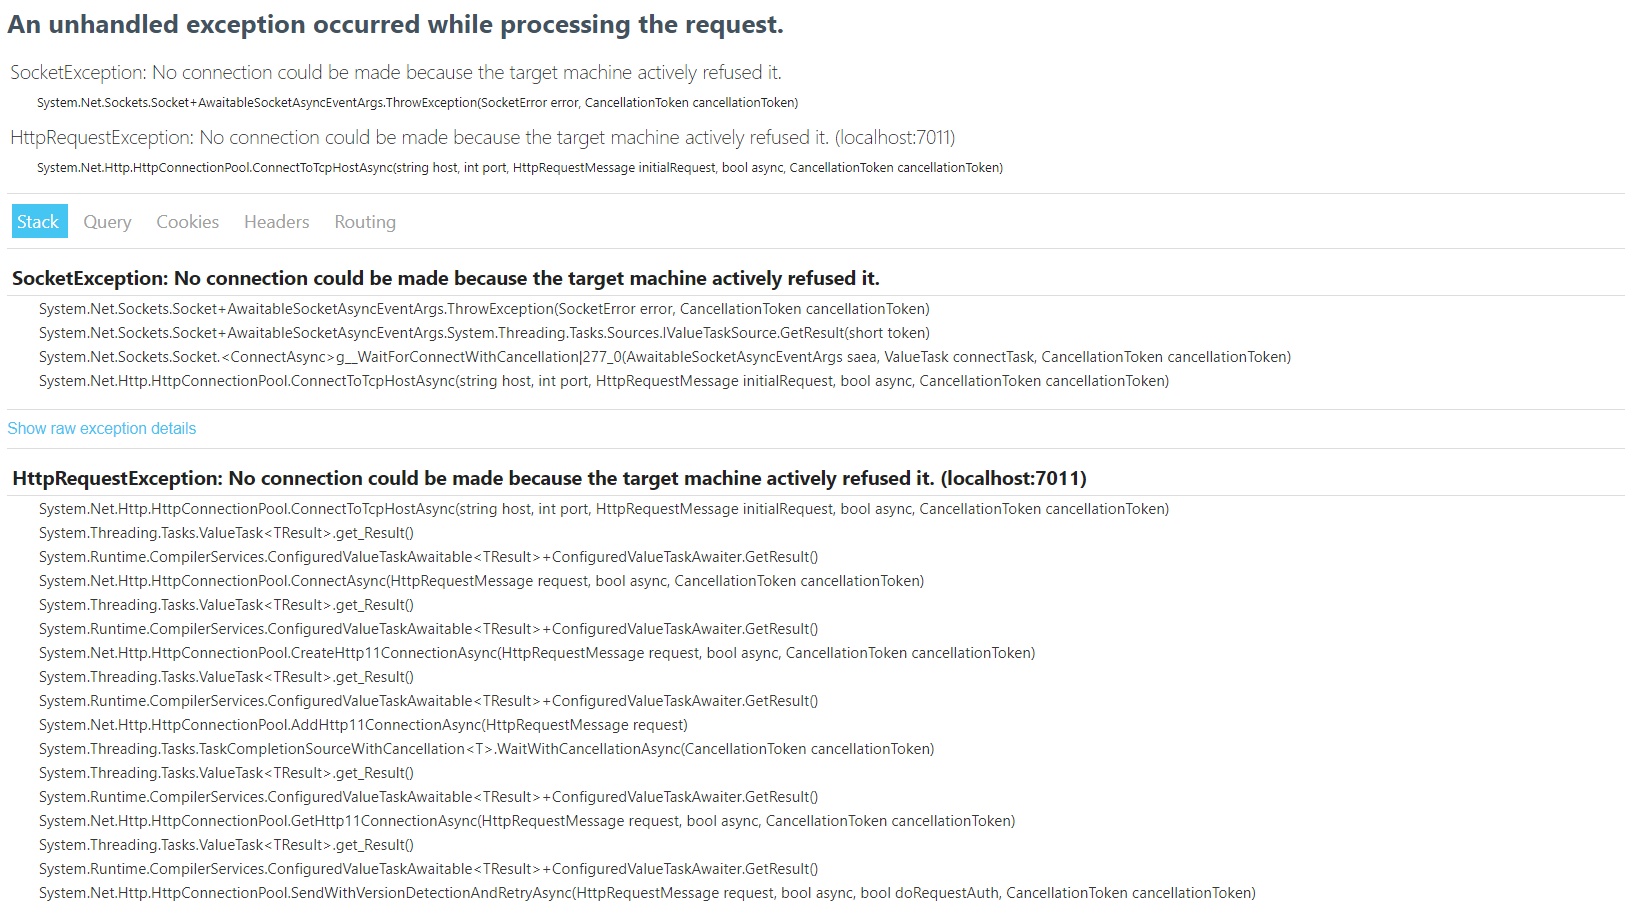 An unhandled exception occurred while processing the request.
SocketException: No connection could be made because the target machine actively refused it.
System.Net.Sockets.Socket+AwaitableSocketAsyncEventArgs.ThrowException(SocketError error, CancellationToken cancellationToken)
HttpRequestException: No connection could be made because the target machine actively refused it. (localhost:7011)
System.Net.Http.HttpConnectionPool.ConnectToTcpHostAsync(string host, int port, HttpRequestMessage initialRequest, bool async, CancellationToken cancellationToken)
Stack Query Cookies Headers Routing
SocketException: No connection could be made because the target machine actively refused it.
System.Net.Sockets.Socket+AwaitableSocketAsyncEventArgs.ThrowException(SocketError error, CancellationToken cancellationToken)
System.Net.Sockets.Socket+AwaitableSocketAsyncEventArgs.System.Threading.Tasks.Sources.IValueTaskSource.GetResult(short token)
System.Net.Sockets.Socket.<ConnectAsync>g__WaitForConnectWithCancellation|277_0(AwaitableSocketAsyncEventArgs saea, ValueTask connectTask, CancellationToken cancellationToken)
System.Net.Http.HttpConnectionPool.ConnectToTcpHostAsync(string host, int port, HttpRequestMessage initialRequest, bool async, CancellationToken cancellationToken)
Show raw exception details
HttpRequestException: No connection could be made because the target machine actively refused it. (localhost:7011)
System.Net.Http.HttpConnectionPool.ConnectToTcpHostAsync(string host, int port, HttpRequestMessage initialRequest, bool async, CancellationToken cancellationToken)
System.Threading.Tasks.ValueTask<TResult>.get_Result()
System.Runtime.CompilerServices.ConfiguredValueTaskAwaitable<TResult>+ConfiguredValueTaskAwaiter.GetResult()
System.Net.Http.HttpConnectionPool.ConnectAsync(HttpRequestMessage request, bool async, CancellationToken cancellationToken)
System.Threading.Tasks.ValueTask<TResult>.get_Result()
System.Runtime.CompilerServices.ConfiguredValueTaskAwaitable<TResult>+ConfiguredValueTaskAwaiter.GetResult()
System.Net.Http.HttpConnectionPool.CreateHttp11ConnectionAsync(HttpRequestMessage request, bool async, CancellationToken cancellationToken)
System.Threading.Tasks.ValueTask<TResult>.get_Result()
System.Runtime.CompilerServices.ConfiguredValueTaskAwaitable<TResult>+ConfiguredValueTaskAwaiter.GetResult()
System.Net.Http.HttpConnectionPool.AddHttp11ConnectionAsync(HttpRequestMessage request)
System.Threading.Tasks.TaskCompletionSourceWithCancellation<T>.WaitWithCancellationAsync(CancellationToken cancellationToken)
System.Threading.Tasks.ValueTask<TResult>.get_Result()
System.Runtime.CompilerServices.ConfiguredValueTaskAwaitable<TResult>+ConfiguredValueTaskAwaiter.GetResult()
System.Net.Http.HttpConnectionPool.GetHttp11ConnectionAsync(HttpRequestMessage request, bool async, CancellationToken cancellationToken)
System.Threading.Tasks.ValueTask<TResult>.get_Result()
System.Runtime.CompilerServices.ConfiguredValueTaskAwaitable<TResult>+ConfiguredValueTaskAwaiter.GetResult()
System.Net.Http.HttpConnectionPool.SendWithVersionDetectionAndRetryAsync(HttpRequestMessage request, bool async, bool doRequestAuth, CancellationToken cancellationToken)